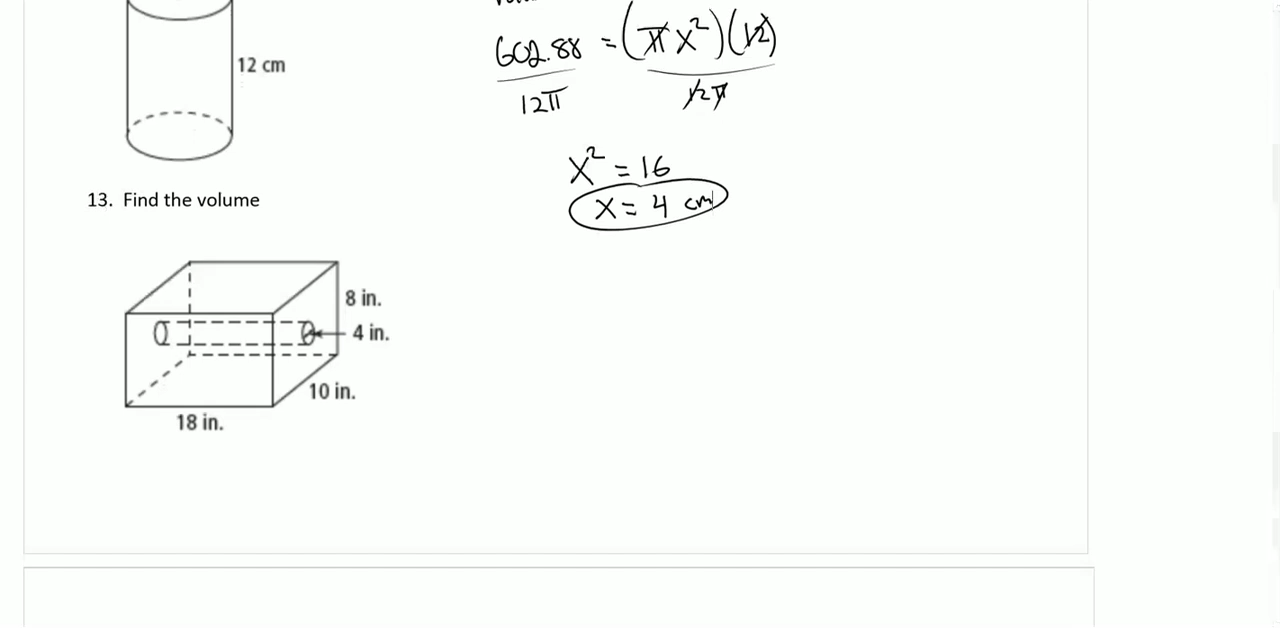 602.88 = (πx²)(12)
12π 12π
12 cm
x² = 16
x = 4 cm
13. Find the volume
8 in.
4 in.
10 in.
18 in.